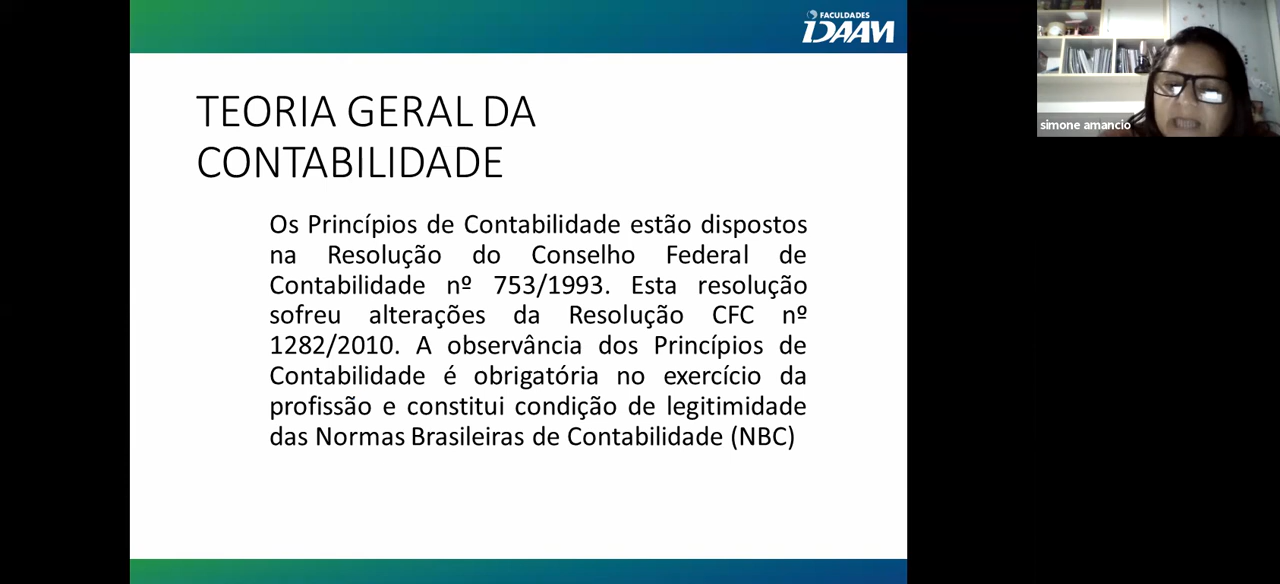 FACULDADES
IDAAM
TEORIA GERAL DA
CONTABILIDADE
Os Princípios de Contabilidade estão dispostos
na Resolução do Conselho Federal de
Contabilidade nº 753/1993. Esta resolução
sofreu alterações da Resolução CFC nº
1282/2010. A observância dos Princípios de
Contabilidade é obrigatória no exercício da
profissão e constitui condição de legitimidade
das Normas Brasileiras de Contabilidade (NBC)
simone amancio